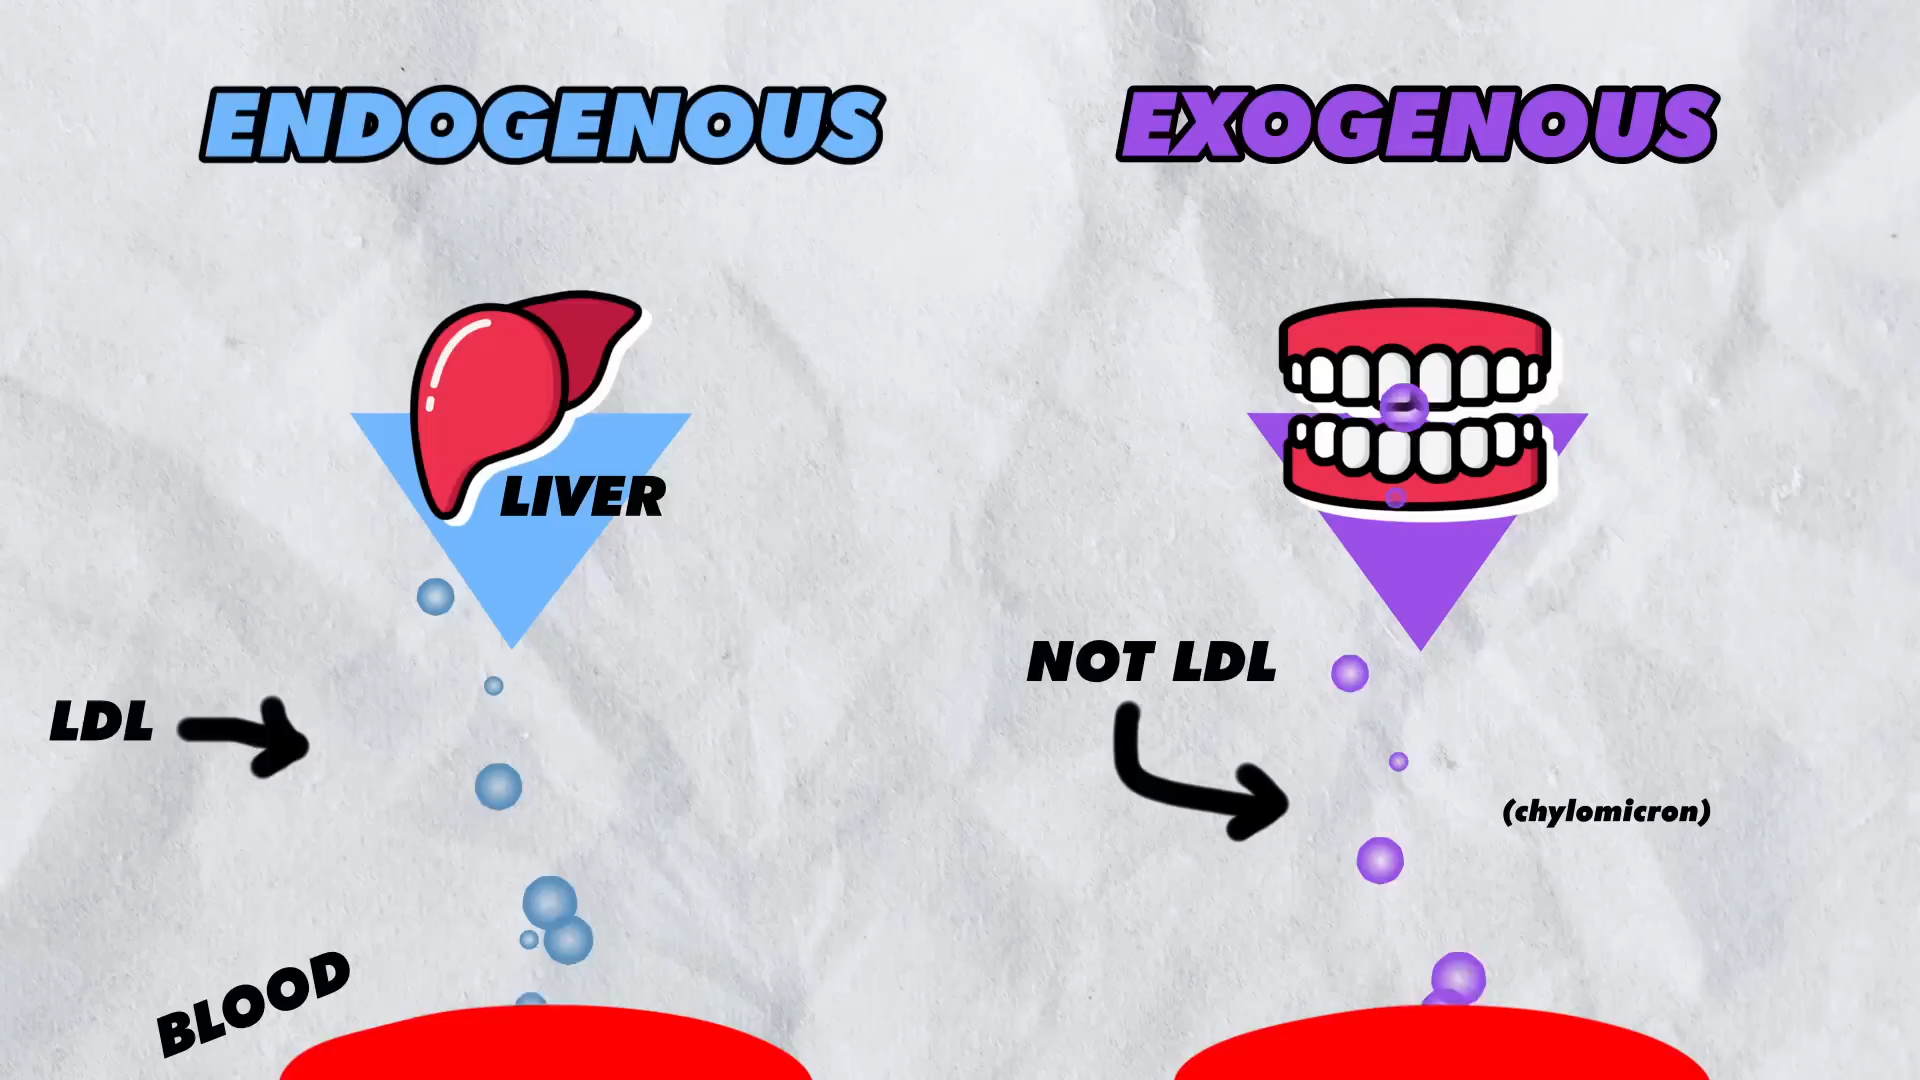 ENDOGENOUS
EXOGENOUS
LIVER
NOT LDL
LDL
(chylomicron)
BLOOD